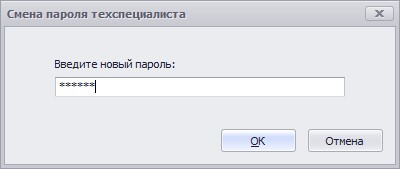 Смена пароля техспециалиста
Введите новый пароль:
******
OK Отмена